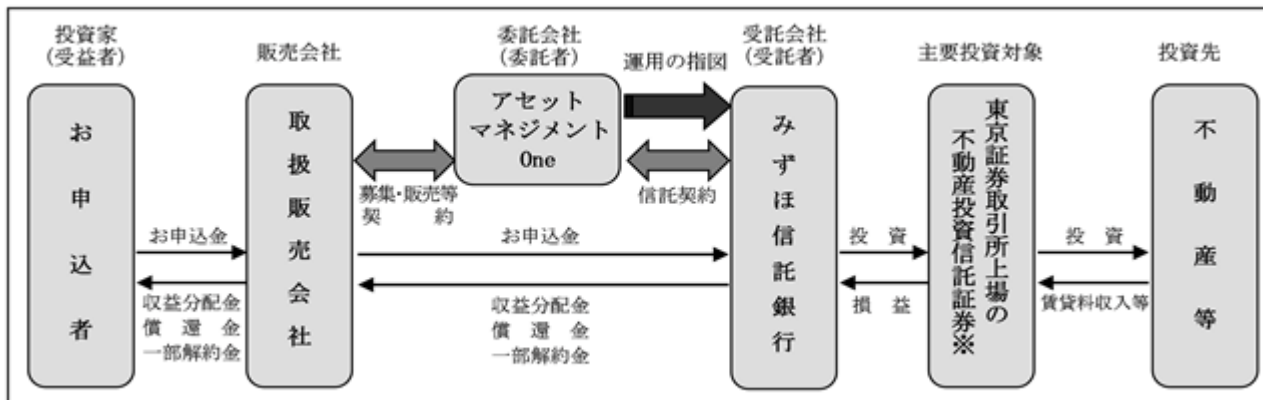 投資家
(受益者)
販売会社
委託会社
(委託者)
運用の指図
受託会社
(受託者)
主要投資対象
投資先
お申込者
取扱販売会社
アセット
マネジメント
One
みずほ信託銀行
東京証券取引所上場の
不動産投資信託証券※
不動産等
募集・販売等
契　約
信託契約
お申込金
収益分配金
償 還 金
一部解約金
お申込金
収益分配金
償 還 金
一部解約金
投 資
損 益
投 資
賃貸料収入等